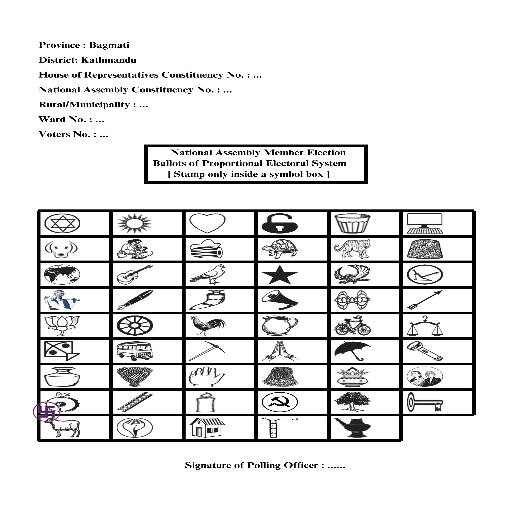 Province : Bagmati
District: Kathmandu
House of Representatives Constituency No. : ...
National Assembly Constituency No. : ...
Rural/Municipality : ...
Ward No. : ...
Voters No. : ...
National Assembly Member Election
Ballots of Proportional Electoral System
[ Stamp only inside a symbol box ]
Signature of Polling Officer : ......